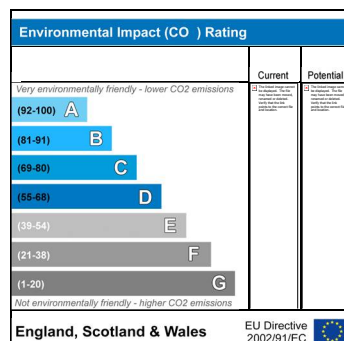 Environmental Impact (CO ) Rating
Current Potential
Very environmentally friendly - lower CO2 emissions
(92-100) A
(81-91) B
(69-80) C
(55-68) D
(39-54) E
(21-38) F
(1-20) G
Not environmentally friendly - higher CO2 emissions
England, Scotland & Wales
EU Directive
2002/91/EC